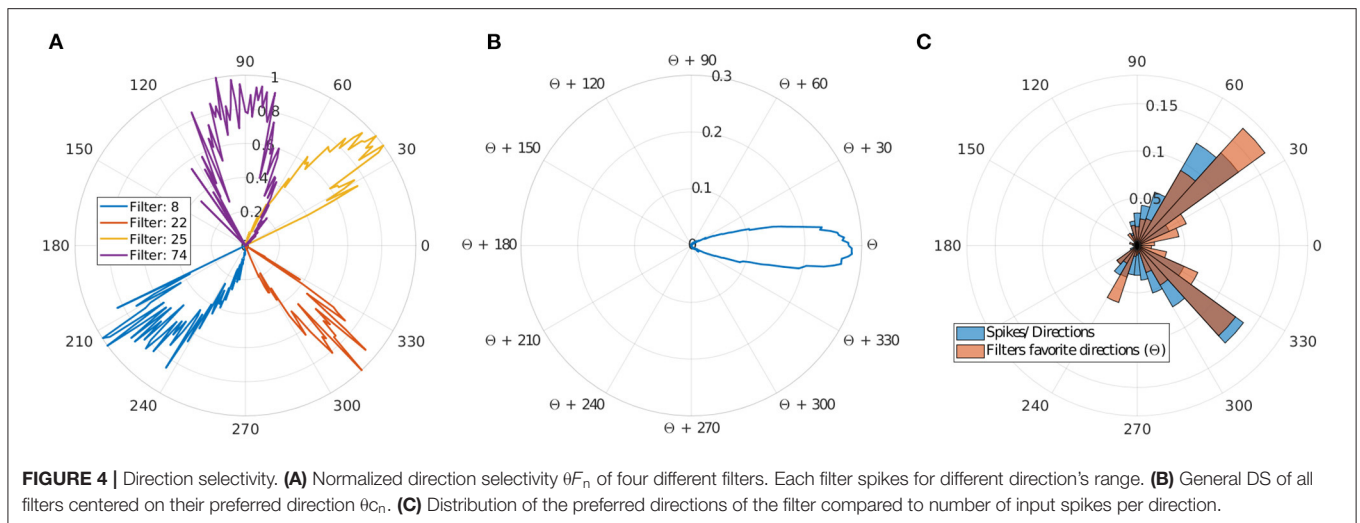 A
B
C
90
60
30
0
330
300
270
240
210
180
150
120
1
0.8
0.6
0.4
0.2
0
Filter: 8
Filter: 22
Filter: 25
Filter: 74
Θ + 90
Θ + 60
Θ + 30
Θ
Θ + 330
Θ + 300
Θ + 270
Θ + 240
Θ + 210
Θ + 180
Θ + 150
Θ + 120
0.3
0.2
0.1
0
90
60
30
0
330
300
270
240
210
180
150
120
0.15
0.1
0.05
Spikes/ Directions
Filters favorite directions (Θ)
FIGURE 4 | Direction selectivity. (A) Normalized direction selectivity θFn of four different filters. Each filter spikes for different direction's range. (B) General DS of all
filters centered on their preferred direction θcn. (C) Distribution of the preferred directions of the filter compared to number of input spikes per direction.